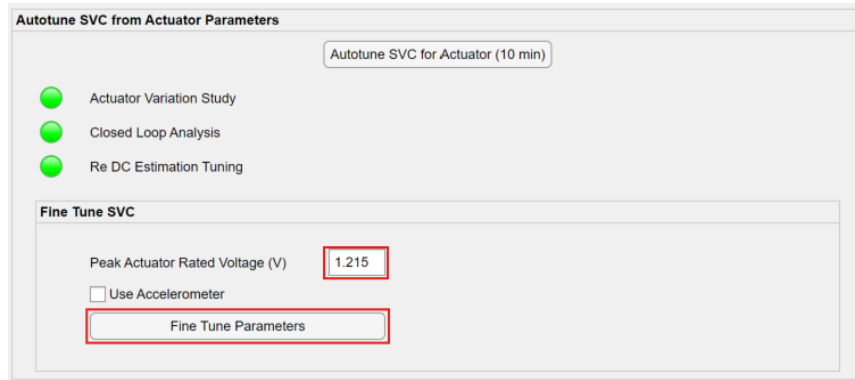 Autotune SVC from Actuator Parameters
Autotune SVC for Actuator (10 min)
Actuator Variation Study
Closed Loop Analysis
Re DC Estimation Tuning
Fine Tune SVC
Peak Actuator Rated Voltage (V) 1.215
Use Accelerometer
Fine Tune Parameters